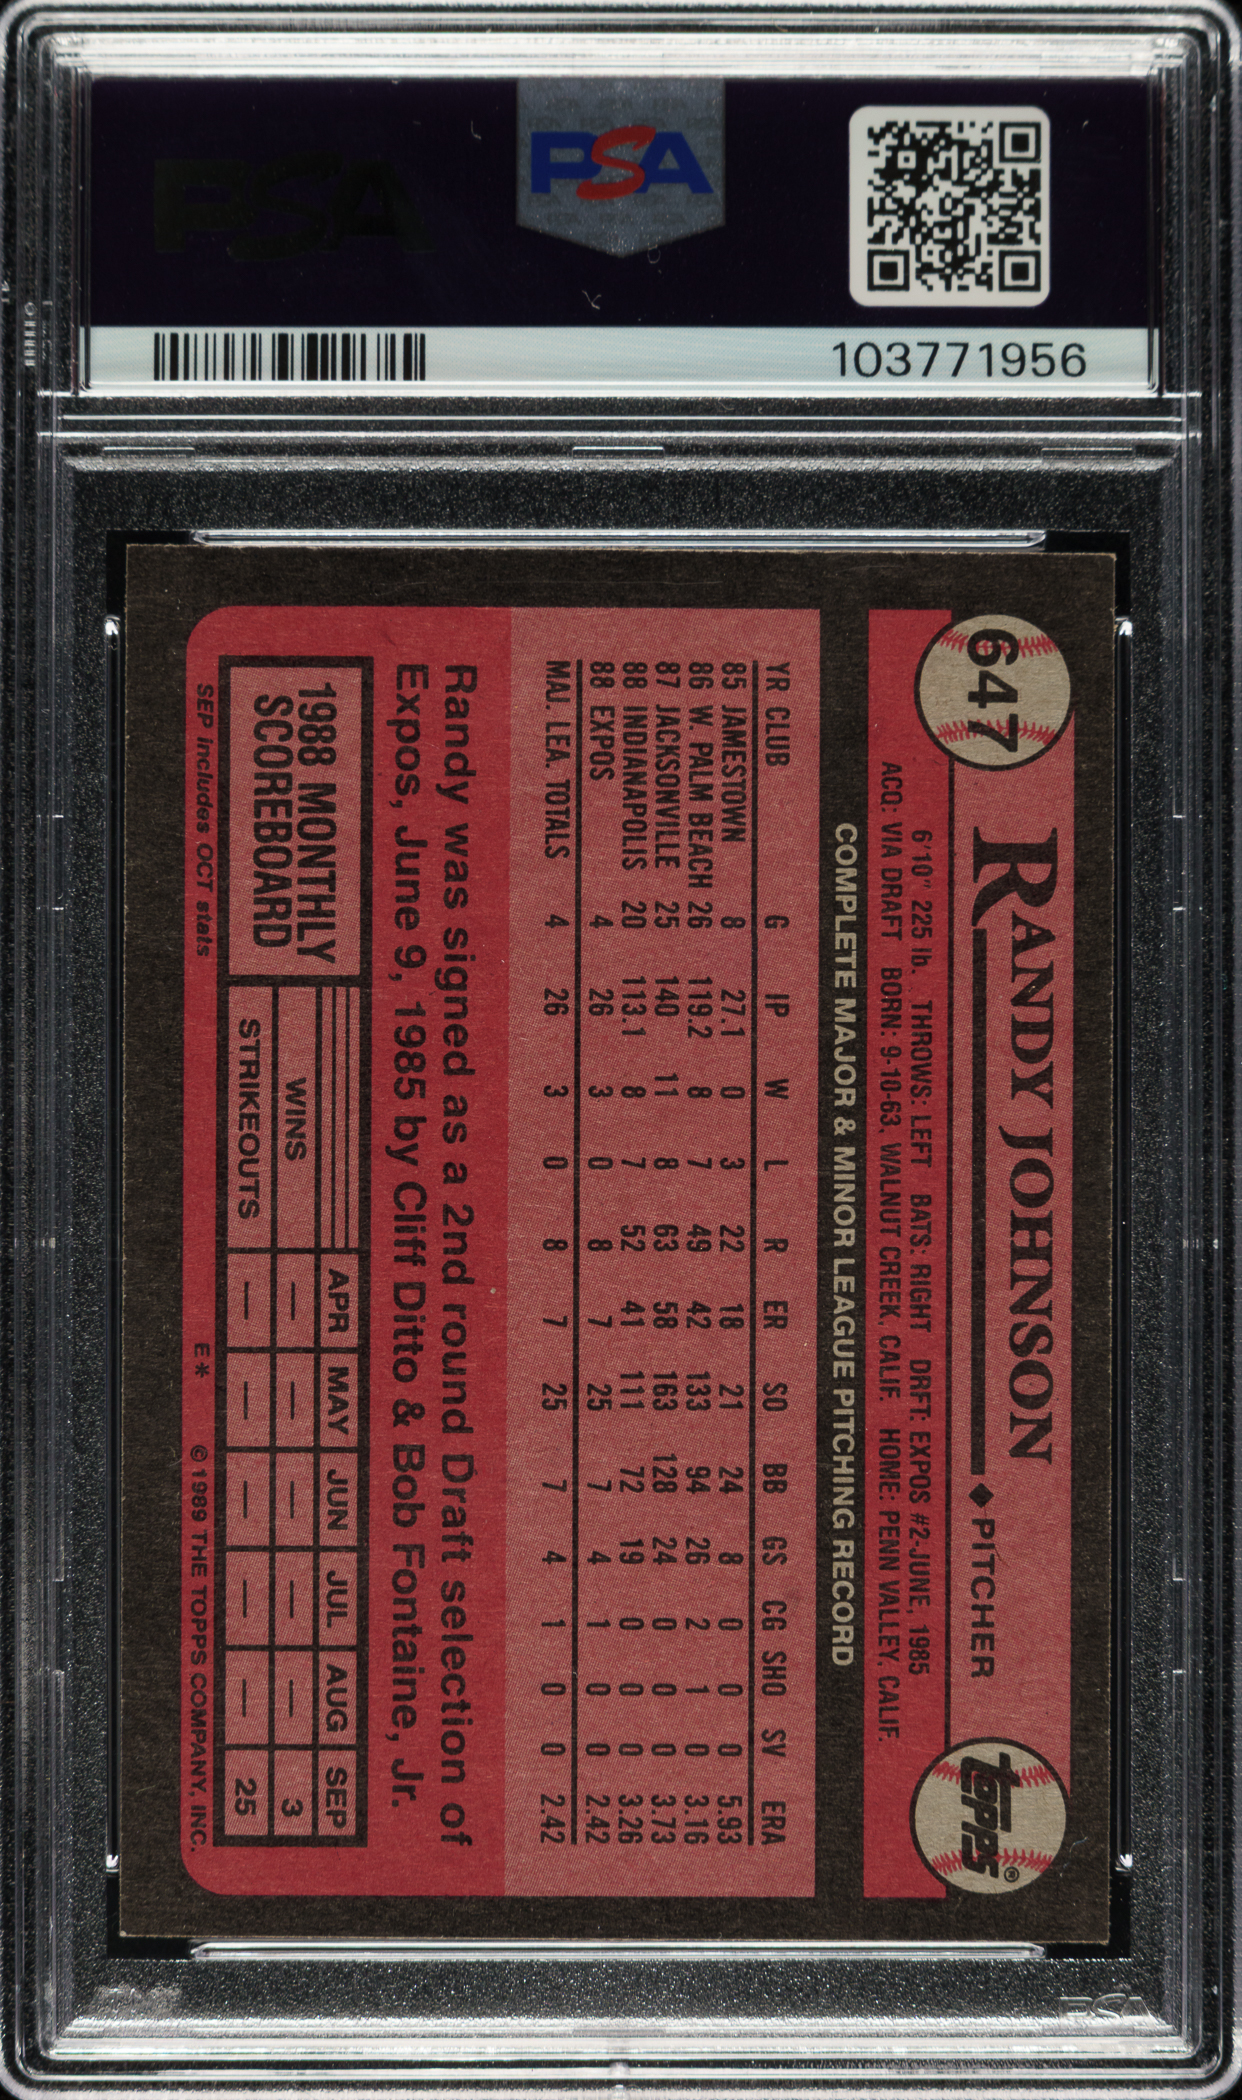 PSA
PSA
103771956
647
RANDY JOHNSON ◆ PITCHER
6'10" 225 lb. THROWS: LEFT BATS: RIGHT DRFT: EXPOS #2-JUNE, 1985
ACQ: VIA DRAFT BORN: 9-10-63, WALNUT CREEK, CALIF. HOME: PENN VALLEY, CALIF.
topps®
COMPLETE MAJOR & MINOR LEAGUE PITCHING RECORD
YR CLUB G IP W L R ER SO BB GS CG SHO SV ERA
85 JAMESTOWN 8 27.1 0 3 22 18 21 24 8 0 0 0 5.93
86 W. PALM BEACH 26 119.2 8 7 49 42 133 94 26 2 1 0 3.16
87 JACKSONVILLE 25 140 11 8 63 58 163 128 24 0 0 0 3.73
88 INDIANAPOLIS 20 113.1 8 7 52 41 111 72 19 0 0 0 3.26
88 EXPOS 4 26 3 0 8 7 25 7 4 1 0 0 2.42
MAJ. LEA. TOTALS 4 26 3 0 8 7 25 7 4 1 0 0 2.42
Randy was signed as a 2nd round Draft selection of
Expos, June 9, 1985 by Cliff Ditto & Bob Fontaine, Jr.
1988 MONTHLY
SCOREBOARD
APR MAY JUN JUL AUG SEP
WINS — — — — — 3
STRIKEOUTS — — — — — 25
SEP includes OCT stats E* © 1989 THE TOPPS COMPANY, INC.
PSA